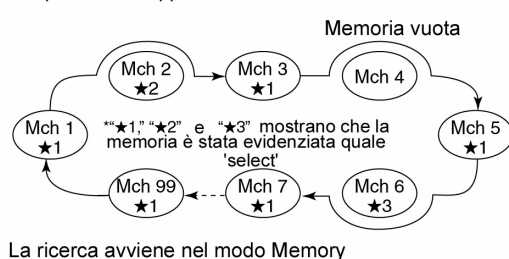 Memoria vuota
Mch 2
★2
Mch 3
★1
Mch 4
Mch 1
★1
*“★1,” “★2” e “★3” mostrano che la
memoria è stata evidenziata quale
'select'
Mch 5
★1
Mch 99
★1
Mch 7
★1
Mch 6
★3
La ricerca avviene nel modo Memory